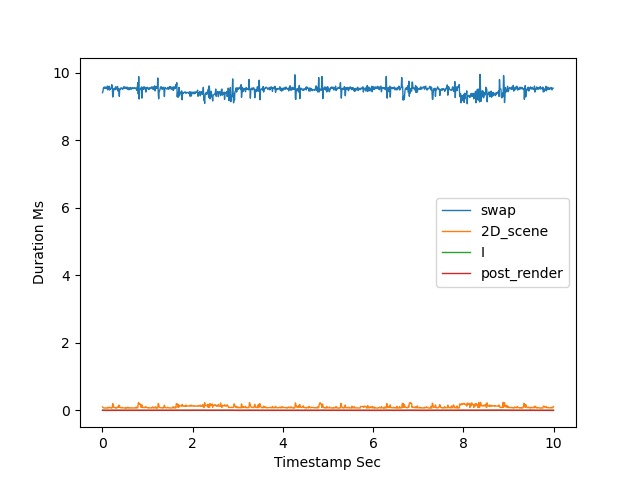 10
8
6
4
2
0
Duration Ms
swap
2D_scene
I
post_render
0 2 4 6 8 10
Timestamp Sec